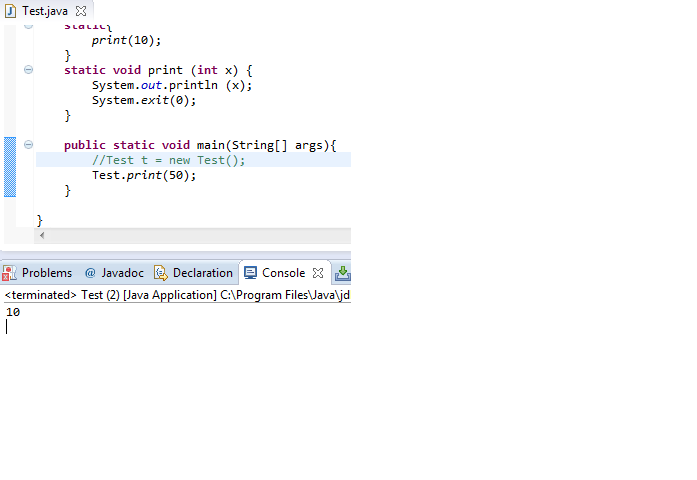 Test.java
static{
print(10);
}
static void print (int x) {
System.out.println (x);
System.exit(0);
}
public static void main(String[] args){
//Test t = new Test();
Test.print(50);
}
}
Problems @ Javadoc Declaration Console
<terminated> Test (2) [Java Application] C:\Program Files\Java\jd
10